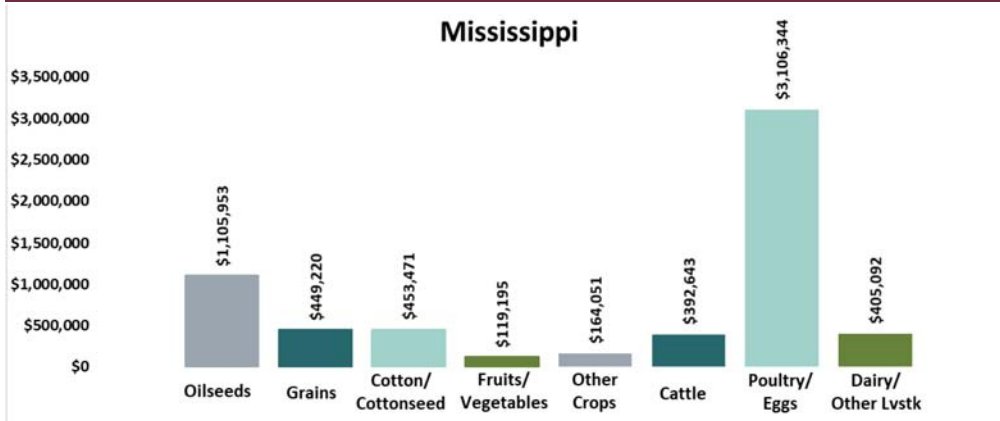 Mississippi
$3,500,000
$3,000,000
$2,500,000
$2,000,000
$1,500,000
$1,000,000
$500,000
$0
$1,105,953
$449,220
$453,471
$119,195
$164,051
$392,643
$3,106,344
$405,092
Oilseeds
Grains
Cotton/
Cottonseed
Fruits/
Vegetables
Other
Crops
Cattle
Poultry/
Eggs
Dairy/
Other Lvstk